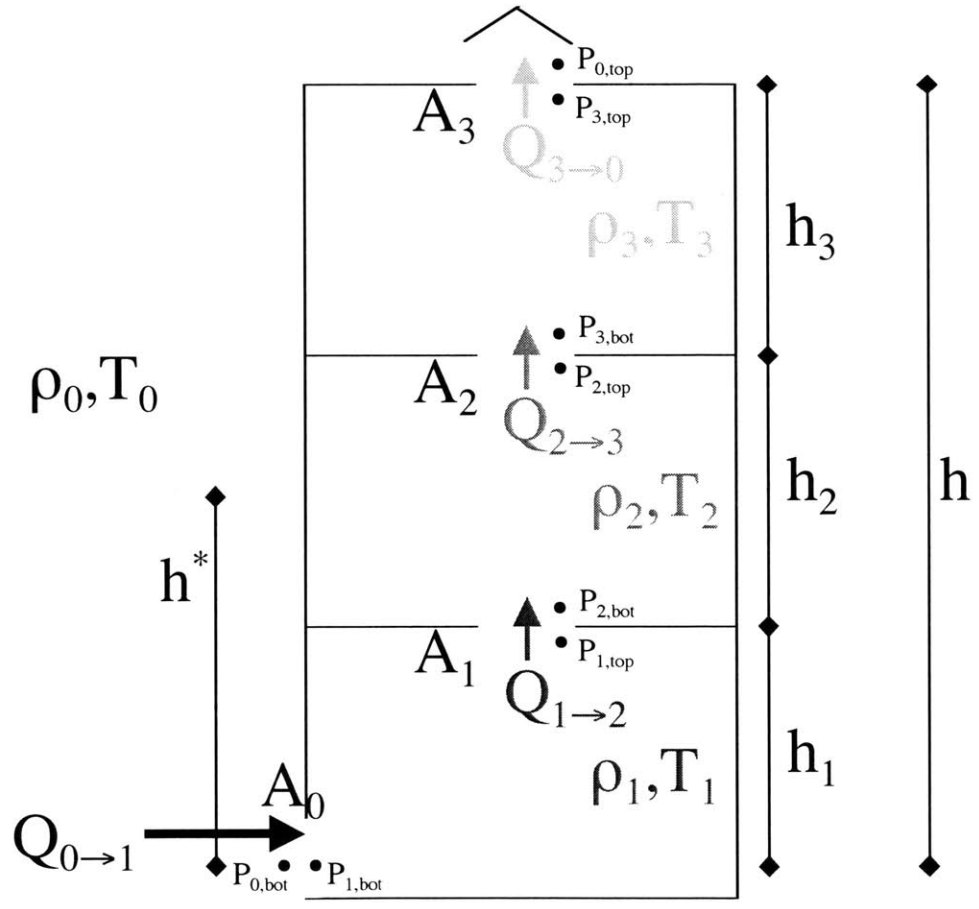 P₀,top
A₃
P₃,top
Q₃→₀
ρ₃,T₃
h₃
P₃,bot
A₂
P₂,top
ρ₀,T₀
Q₂→₃
h₂
h
ρ₂,T₂
h*
P₂,bot
A₁
P₁,top
Q₁→₂
h₁
ρ₁,T₁
A₀
Q₀→₁
P₀,bot
P₁,bot